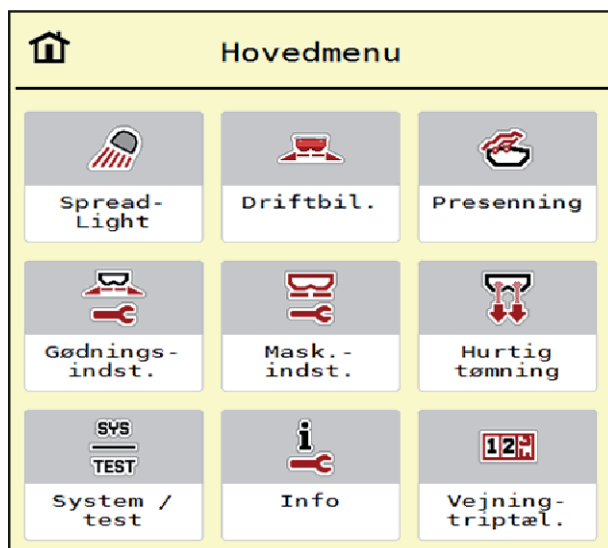 Hovedmenu
Spread-
Light
Driftbil.
Presenning
Gødnings-
indst.
Mask.-
indst.
Hurtig
tømning
SYS
TEST
System /
test
i
Info
12
Vejning-
triptæl.